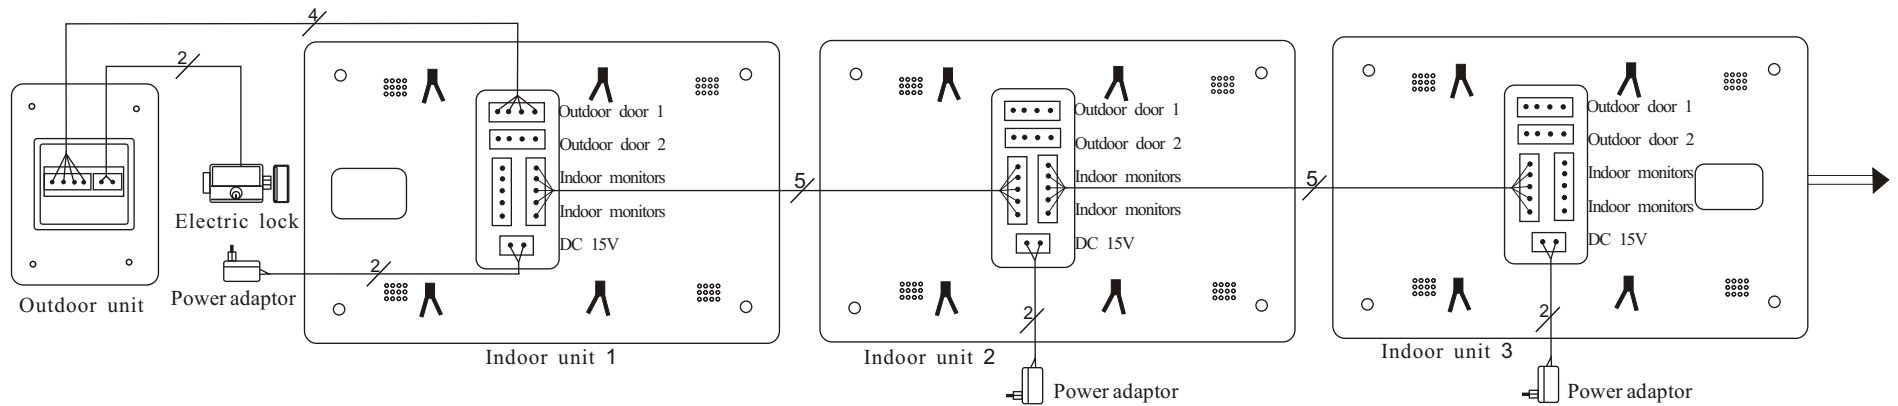 4
2
Outdoor unit
Electric lock
2
Power adaptor
Outdoor door 1
Outdoor door 2
Indoor monitors
Indoor monitors
DC 15V
Indoor unit 1
5
Outdoor door 1
Outdoor door 2
Indoor monitors
Indoor monitors
DC 15V
2
Indoor unit 2
Power adaptor
5
Outdoor door 1
Outdoor door 2
Indoor monitors
Indoor monitors
DC 15V
2
Indoor unit 3
Power adaptor